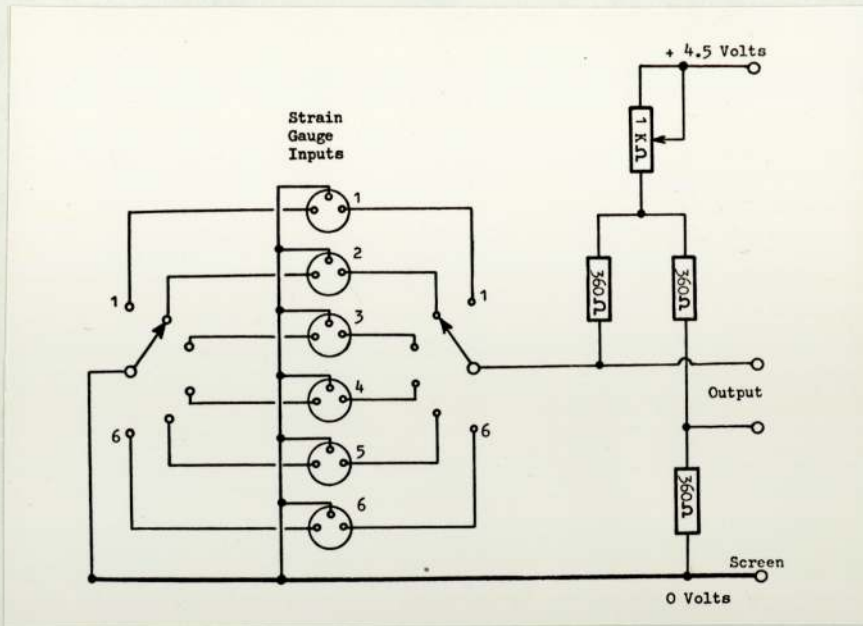 + 4.5 Volts
Strain
Gauge
Inputs
1 KΩ
1
2
3
4
5
6
1
6
1
6
360Ω
360Ω
Output
360Ω
Screen
0 Volts